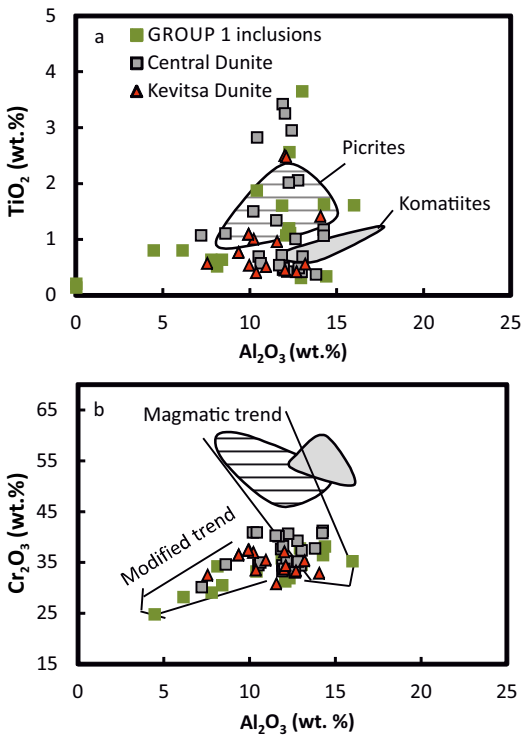 a
GROUP 1 inclusions
Central Dunite
Kevitsa Dunite
Picrites
Komatiites
5
4
3
2
1
0
TiO₂ (wt.%)
0 5 10 15 20 25
Al₂O₃ (wt.%)
b
Magmatic trend
Modified trend
65
55
45
35
25
15
Cr₂O₃ (wt.%)
0 5 10 15 20 25
Al₂O₃ (wt. %)